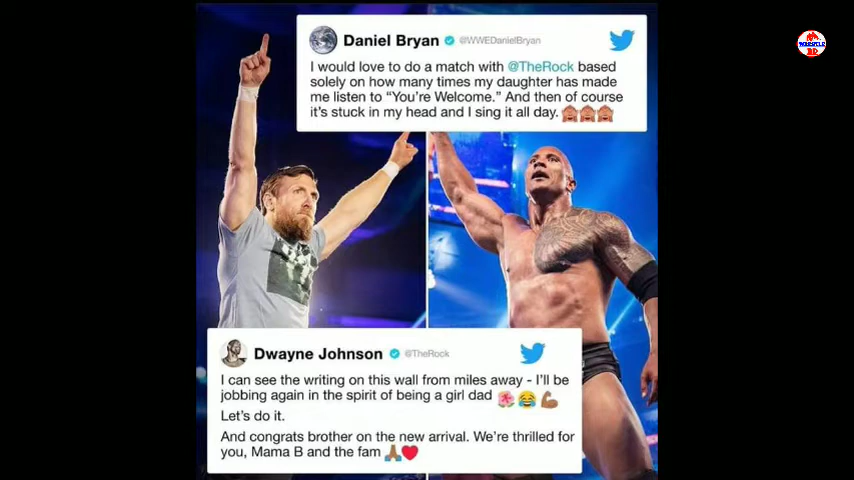 Daniel Bryan @WWEDanielBryan
I would love to do a match with @TheRock based
solely on how many times my daughter has made
me listen to “You’re Welcome.” And then of course
it’s stuck in my head and I sing it all day. 🙈🙈🙈
Dwayne Johnson @TheRock
I can see the writing on this wall from miles away - I’ll be
jobbing again in the spirit of being a girl dad 🌺😂💪🏾
Let’s do it.
And congrats brother on the new arrival. We’re thrilled for
you, Mama B and the fam 🙏🏾❤️